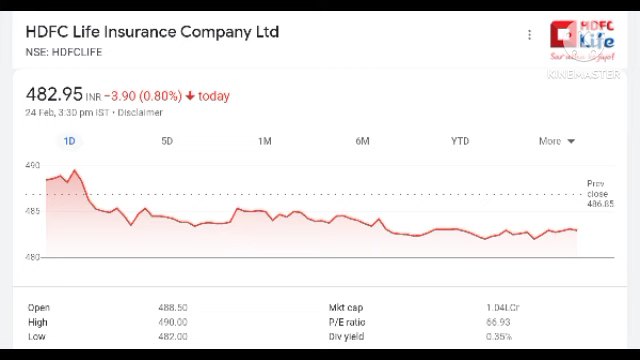 HDFC Life Insurance Company Ltd
NSE: HDFCLIFE
HDFC
Life
KINEMASTER
482.95 INR −3.90 (0.80%) ↓ today
24 Feb, 3:30 pm IST • Disclaimer
1D 5D 1M 6M YTD More
490
485
480
Prev
close
486.85
Open 488.50 Mkt cap 1.04LCr
High 490.00 P/E ratio 66.93
Low 482.00 Div yield 0.35%